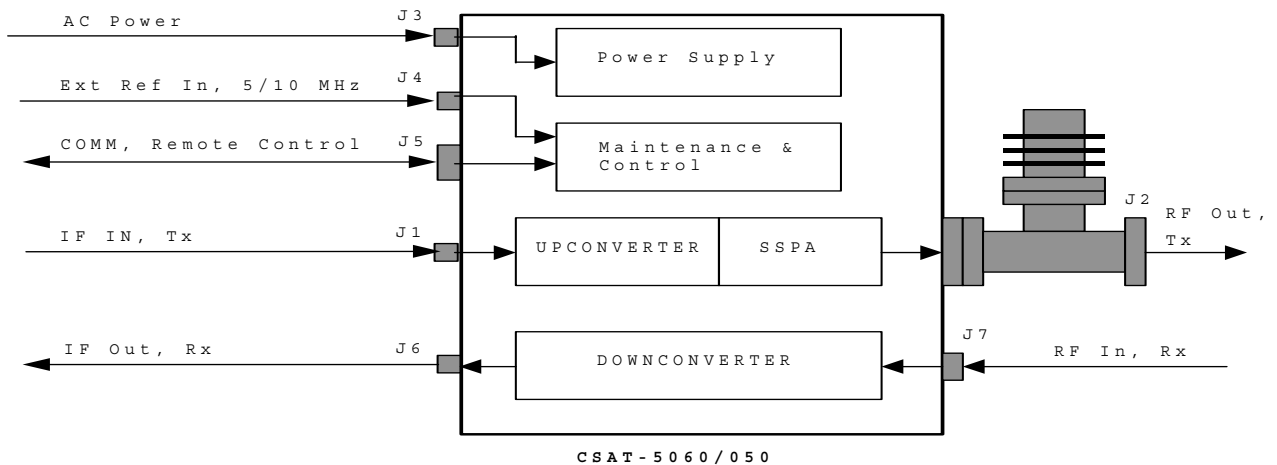 AC Power
J3
Power Supply
Ext Ref In, 5/10 MHz
J4
COMM, Remote Control
J5
Maintenance &
Control
J2
RF Out,
Tx
IF IN, Tx
J1
UPCONVERTER
SSPA
IF Out, Rx
J6
DOWNCONVERTER
J7
RF In, Rx
CSAT-5060/050